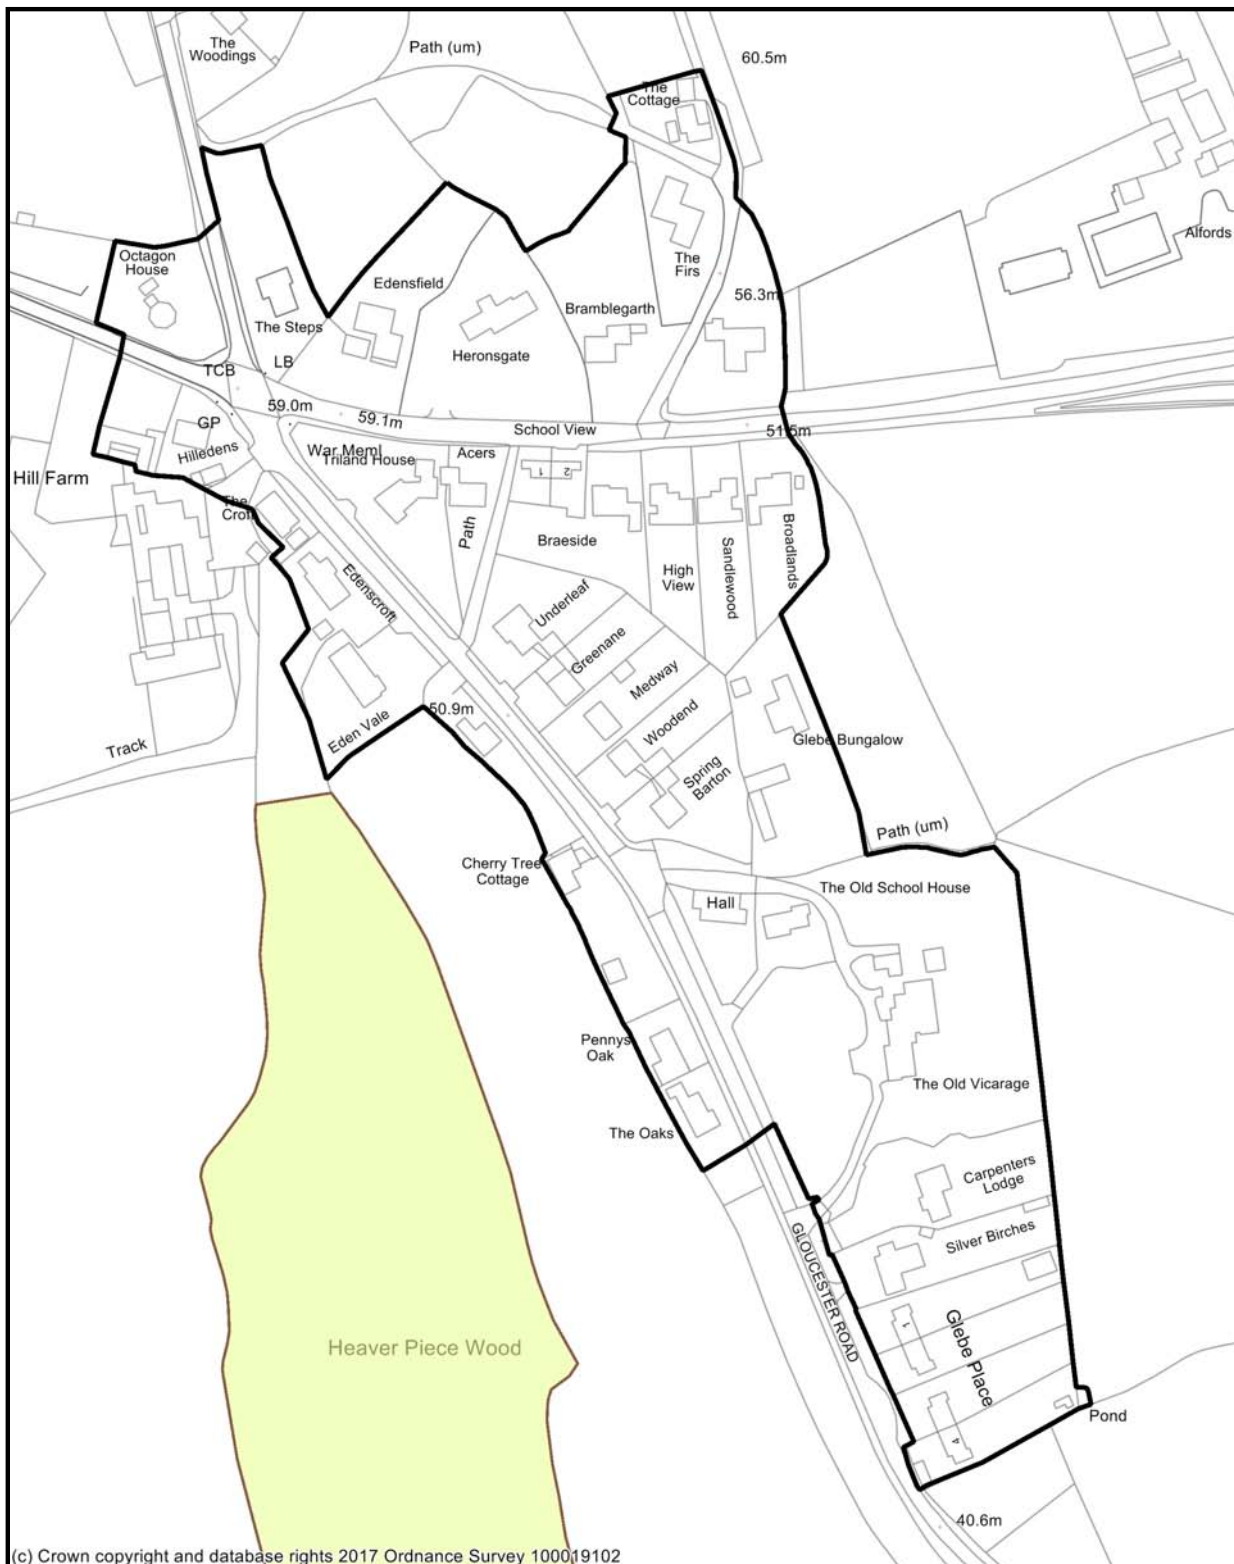 The
Woodings
Path (um)
60.5m
The
Cottage
Alfords
Octagon
House
Edensfield
The
Firs
56.3m
Bramblegarth
The Steps
Heronsgate
LB
TCB
59.0m
59.1m
School View
51.5m
GP
Hilledens
War Meml
Triland House
Acers
1
2
Hill Farm
The
Croft
Path
Braeside
High
View
Sandlewood
Broadlands
Edenscroft
Underleaf
Greenane
Medway
Woodend
Spring
Barton
50.9m
Eden Vale
Track
Glebe Bungalow
Path (um)
Cherry Tree
Cottage
The Old School House
Hall
Pennys
Oak
The Old Vicarage
The Oaks
Carpenters
Lodge
Silver Birches
GLOUCESTER ROAD
1
Glebe Place
4
Heaver Piece Wood
Pond
40.6m
(c) Crown copyright and database rights 2017 Ordnance Survey 100019102